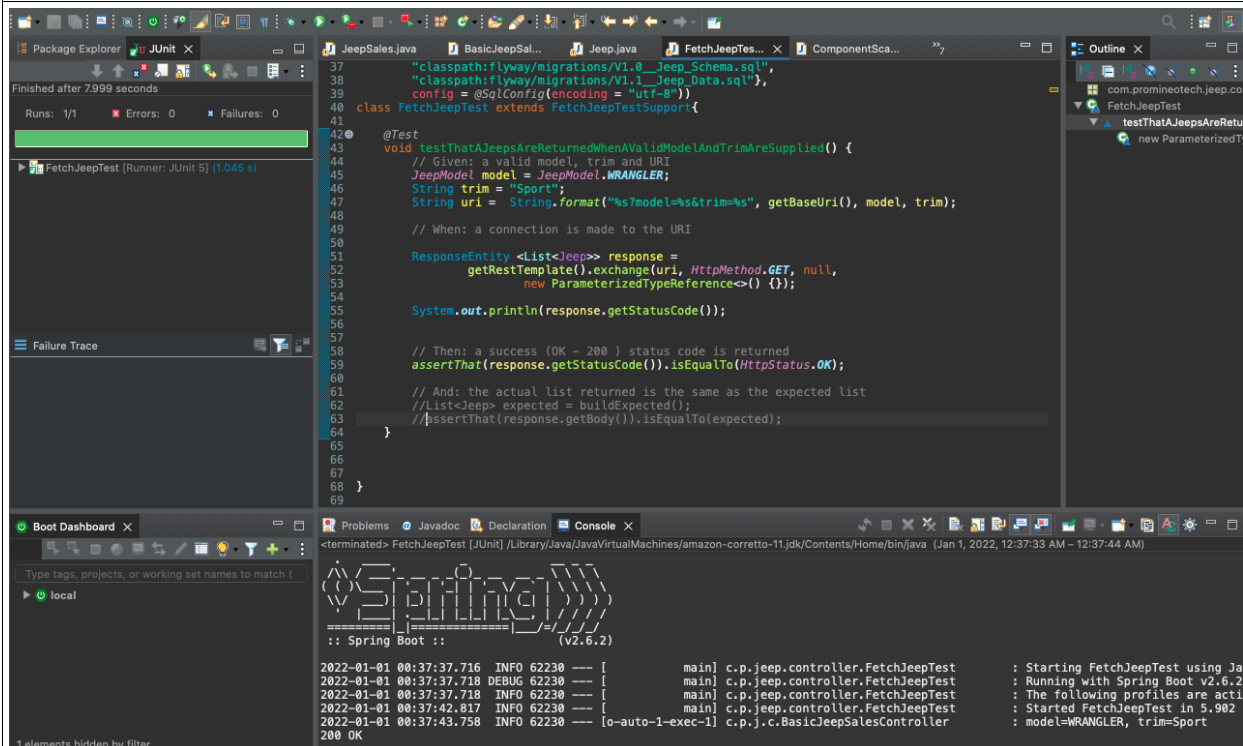 Package Explorer
JUnit
Finished after 7.999 seconds
Runs: 1/1
Errors: 0
Failures: 0
FetchJeepTest [Runner: JUnit 5] (1.045 s)
Failure Trace
JeepSales.java
BasicJeepSal...
Jeep.java
FetchJeepTes...
ComponentSca...
7
37 "classpath:flyway/migrations/V1.0__Jeep_Schema.sql",
38 "classpath:flyway/migrations/V1.1__Jeep_Data.sql"},
39 config = @SqlConfig(encoding = "utf-8"))
40 class FetchJeepTest extends FetchJeepTestSupport{
41
42 @Test
43 void testThatAJeepsAreReturnedWhenAValidModelAndTrimAreSupplied() {
44 // Given: a valid model, trim and URI
45 JeepModel model = JeepModel.WRANGLER;
46 String trim = "Sport";
47 String uri = String.format("%s?model=%s&trim=%s", getBaseUri(), model, trim);
48
49 // When: a connection is made to the URI
50
51 ResponseEntity <List<Jeep>> response =
52 getRestTemplate().exchange(uri, HttpMethod.GET, null,
53 new ParameterizedTypeReference<>() {});
54
55 System.out.println(response.getStatusCode());
56
57
58 // Then: a success (OK - 200 ) status code is returned
59 assertThat(response.getStatusCode()).isEqualTo(HttpStatus.OK);
60
61 // And: the actual list returned is the same as the expected list
62 //List<Jeep> expected = buildExpected();
63 //assertThat(response.getBody()).isEqualTo(expected);
64 }
65
66
67
68 }
69
Outline
com.promineotech.jeep.co
FetchJeepTest
testThatAJeepsAreRetu
new ParameterizedTy
Boot Dashboard
Type tags, projects, or working set names to match (
local
1 elements hidden by filter
Problems
Javadoc
Declaration
Console
<terminated> FetchJeepTest [JUnit] /Library/Java/JavaVirtualMachines/amazon-corretto-11.jdk/Contents/Home/bin/java (Jan 1, 2022, 12:37:33 AM – 12:37:44 AM)
Spring
:: Spring Boot :: (v2.6.2)
2022-01-01 00:37:37.716 INFO 62230 --- [ main] c.p.jeep.controller.FetchJeepTest : Starting FetchJeepTest using Ja
2022-01-01 00:37:37.718 DEBUG 62230 --- [ main] c.p.jeep.controller.FetchJeepTest : Running with Spring Boot v2.6.2
2022-01-01 00:37:37.718 INFO 62230 --- [ main] c.p.jeep.controller.FetchJeepTest : The following profiles are acti
2022-01-01 00:37:42.817 INFO 62230 --- [ main] c.p.jeep.controller.FetchJeepTest : Started FetchJeepTest in 5.902
2022-01-01 00:37:43.758 INFO 62230 --- [o-auto-1-exec-1] c.p.j.c.BasicJeepSalesController : model=WRANGLER, trim=Sport
200 OK